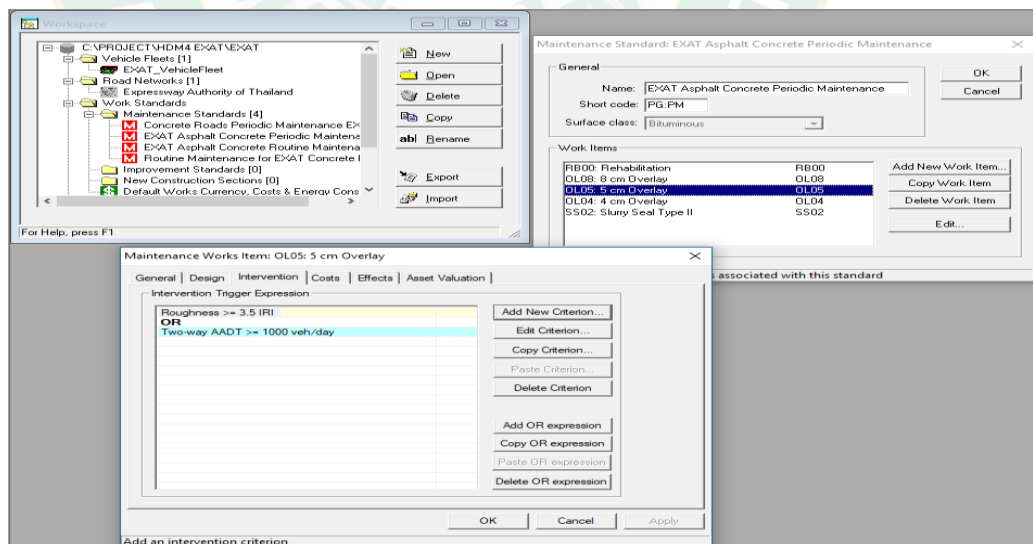 Workspace
C:\PROJECT\HDM4 EXAT\EXAT
Vehicle Fleets [1]
EXAT_VehicleFleet
Road Networks [1]
Expressway Authority of Thailand
Work Standards
Maintenance Standards [4]
Concrete Roads Periodic Maintenance EX
EXAT Asphalt Concrete Periodic Maintena
EXAT Asphalt Concrete Routine Maintena
Routine Maintenance for EXAT Concrete
Improvement Standards [0]
New Construction Sections [0]
Default Works Currency, Costs & Energy Cons
New
Open
Delete
Copy
Rename
Export
Import
For Help, press F1
Maintenance Standard: EXAT Asphalt Concrete Periodic Maintenance
General
Name: EXAT Asphalt Concrete Periodic Maintenance
Short code: PG:PM
Surface class: Bituminous
OK
Cancel
Work Items
RB00: Rehabilitation RB00
OL08: 8 cm Overlay OL08
OL05: 5 cm Overlay OL05
OL04: 4 cm Overlay OL04
SS02: Slurry Seal Type II SS02
Add New Work Item...
Copy Work Item
Delete Work Item
Edit...
s associated with this standard
Maintenance Works Item: OL05: 5 cm Overlay
General Design Intervention Costs Effects Asset Valuation
Intervention Trigger Expression
Roughness >= 3.5 IRI
OR
Two-way AADT >= 1000 veh/day
Add New Criterion...
Edit Criterion...
Copy Criterion...
Paste Criterion...
Delete Criterion
Add OR expression
Copy OR expression
Paste OR expression
Delete OR expression
OK Cancel Apply
Add an intervention criterion